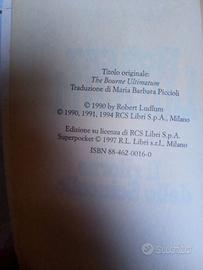 Titolo originale:
The Bourne Ultimatum
Traduzione di Maria Barbara Piccioli
© 1990 by Robert Ludlum
© 1990, 1991, 1994 RCS Libri S.p.A., Milano
Edizione su licenza di RCS Libri S.p.A.
Superpocket © 1997 R.L. Libri s.r.l., Milano
ISBN 88-462-0016-0
subito